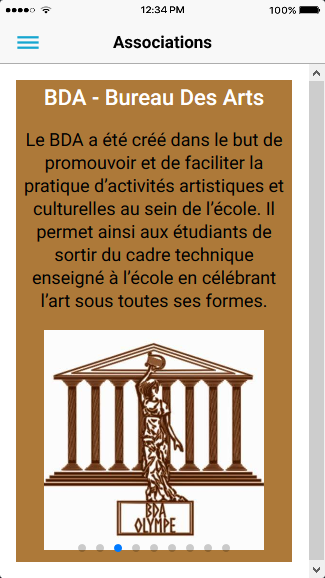 12:34 PM
100%
Associations
BDA - Bureau Des Arts
Le BDA a été créé dans le but de
promouvoir et de faciliter la
pratique d’activités artistiques et
culturelles au sein de l’école. Il
permet ainsi aux étudiants de
sortir du cadre technique
enseigné à l’école en célébrant
l’art sous toutes ses formes.
BDA
OLYMPE